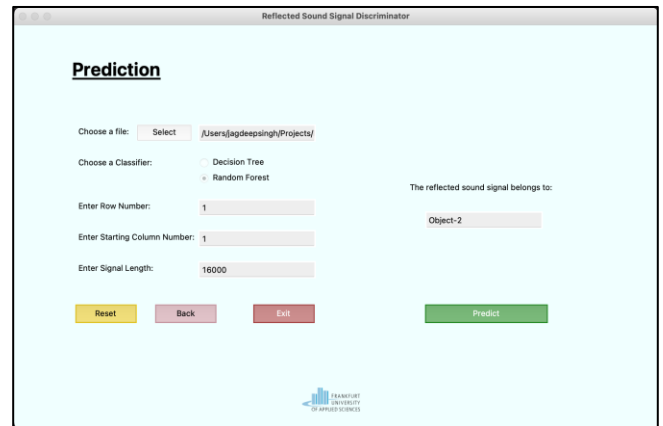 Reflected Sound Signal Discriminator
Prediction
Choose a file: Select /Users/jagdeepsingh/Projects/
Choose a Classifier: Decision Tree
Random Forest
Enter Row Number: 1
Enter Starting Column Number: 1
Enter Signal Length: 16000
The reflected sound signal belongs to:
Object-2
Reset Back Exit Predict
FRANKFURT
UNIVERSITY
OF APPLIED SCIENCES